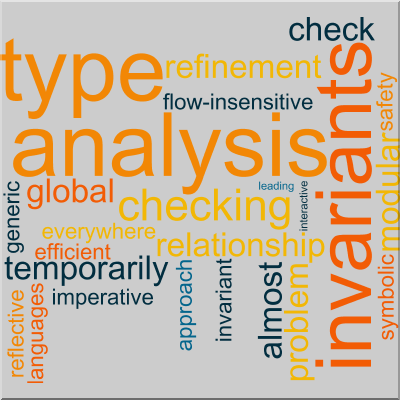 check
type
refinement
flow-insensitive
analysis
invariants
safety
modular
symbolic
generic
global
leading
interactive
checking
everywhere
efficient
relationship
temporarily
imperative
approach
invariant
almost
problem
reflective
languages